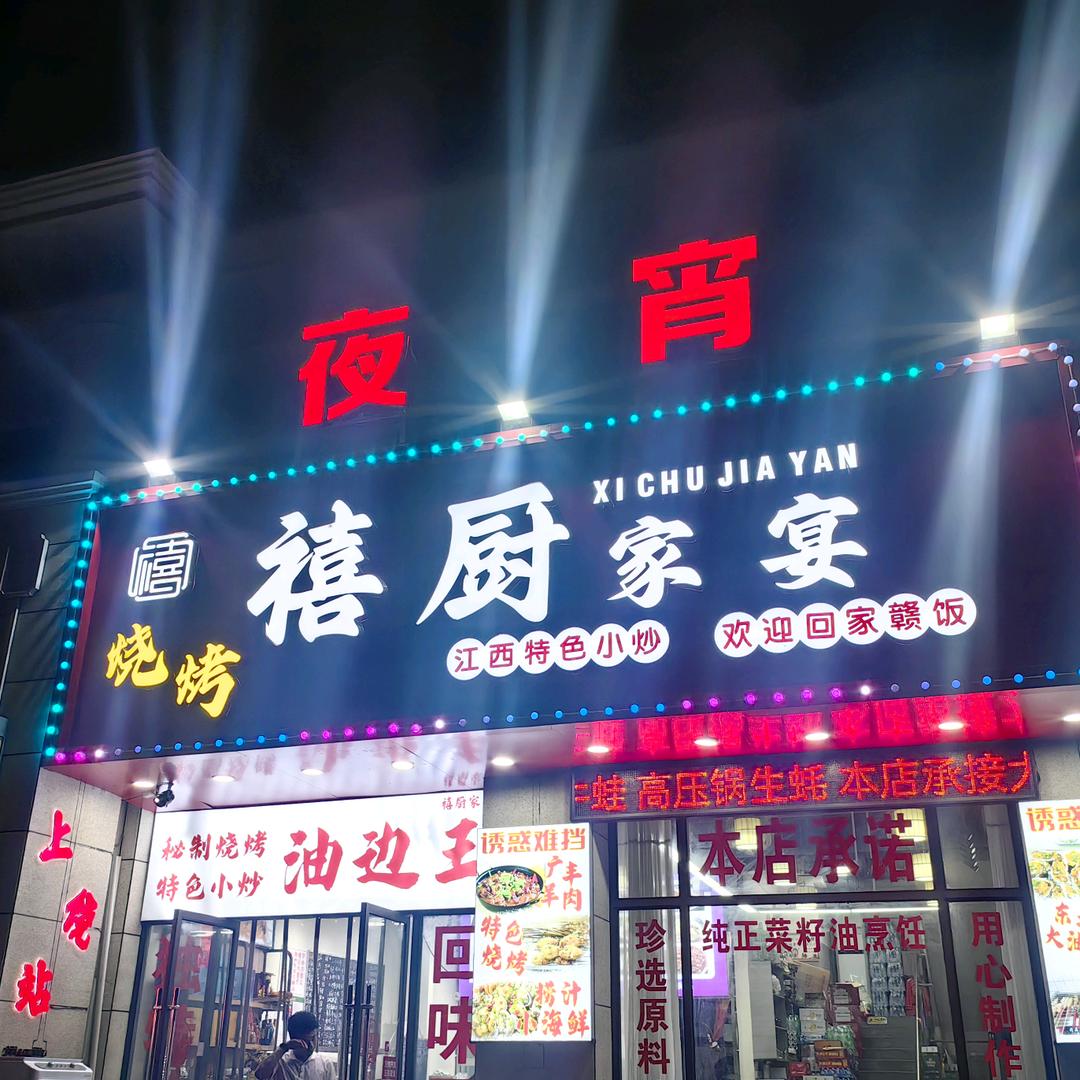 夜宵
XI CHU JIA YAN
禧
禧厨家宴
烧烤
江西特色小炒
欢迎回家赣饭
蛙 高压锅生蚝 本店承接
禧厨家
秘制烧烤
特色小炒
油边王
上饶站
诱惑难挡
广丰
羊肉
特色
烧烤
捞汁
小海鲜
回味
本店承诺
纯正菜籽油烹饪
珍选原料
用心制作
诱惑
大油